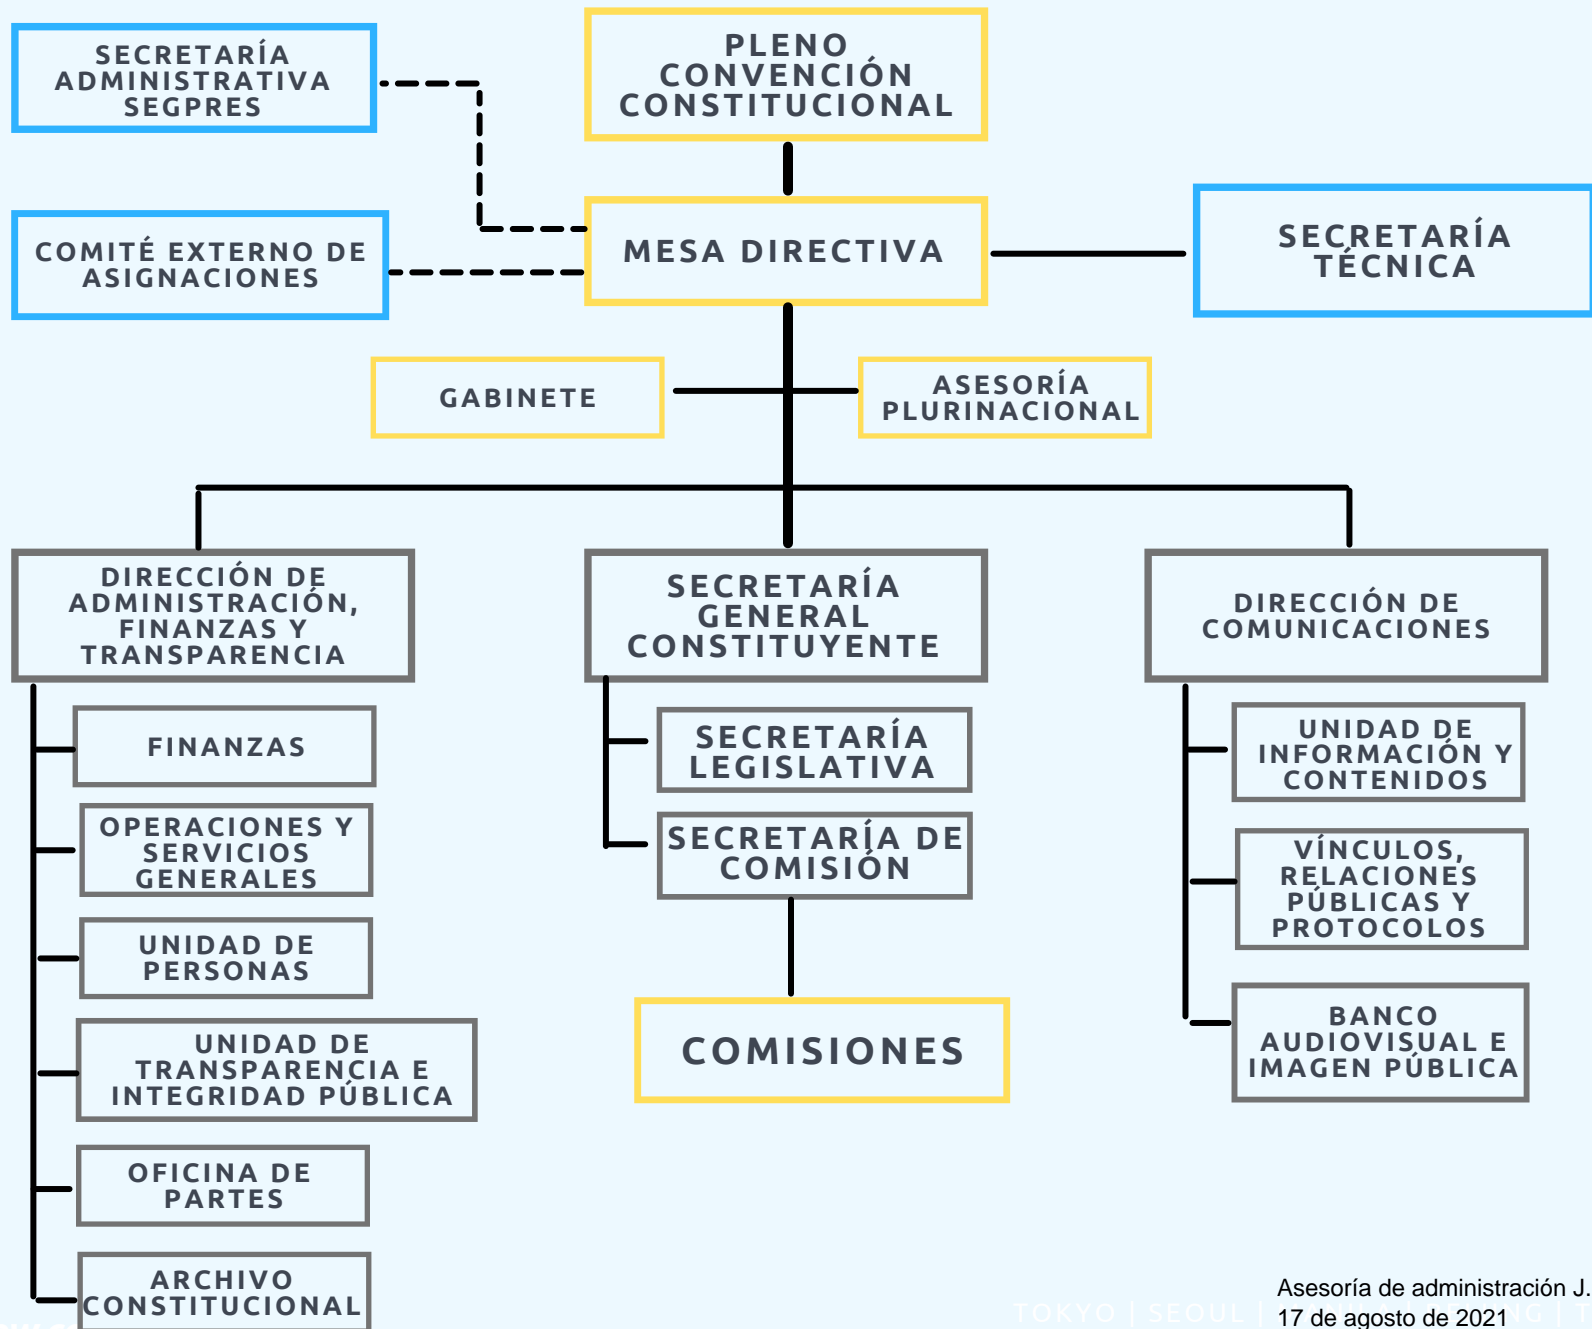 SECRETARÍA
ADMINISTRATIVA
SEGPRES
PLENO
CONVENCIÓN
CONSTITUCIONAL
COMITÉ EXTERNO DE
ASIGNACIONES
MESA DIRECTIVA
SECRETARÍA
TÉCNICA
GABINETE
ASESORÍA
PLURINACIONAL
DIRECCIÓN DE
ADMINISTRACIÓN,
FINANZAS Y
TRANSPARENCIA
SECRETARÍA
GENERAL
CONSTITUYENTE
DIRECCIÓN DE
COMUNICACIONES
FINANZAS
OPERACIONES Y
SERVICIOS
GENERALES
UNIDAD DE
PERSONAS
UNIDAD DE
TRANSPARENCIA E
INTEGRIDAD PÚBLICA
OFICINA DE
PARTES
ARCHIVO
CONSTITUCIONAL
SECRETARÍA
LEGISLATIVA
SECRETARÍA DE
COMISIÓN
COMISIONES
UNIDAD DE
INFORMACIÓN Y
CONTENIDOS
VÍNCULOS,
RELACIONES
PÚBLICAS Y
PROTOCOLOS
BANCO
AUDIOVISUAL E
IMAGEN PÚBLICA
Asesoría de administración J.
TOKYO | SEOUL |
17 de agosto de 2021